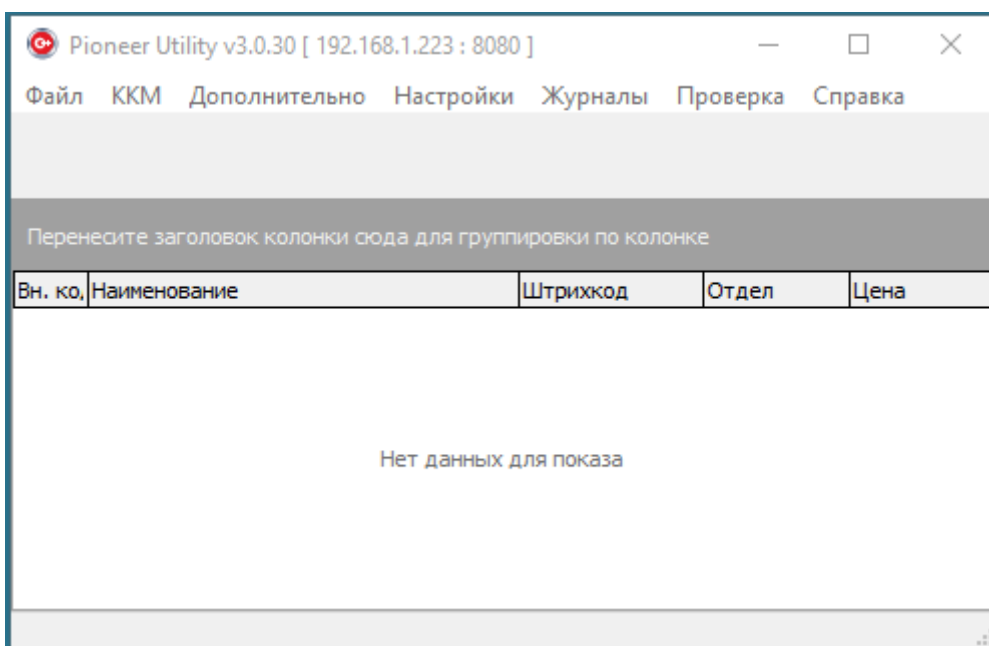 Pioneer Utility v3.0.30 [ 192.168.1.223 : 8080 ]
Файл ККМ Дополнительно Настройки Журналы Проверка Справка
Перенесите заголовок колонки сюда для группировки по колонке
Вн. ко, Наименование Штрихкод Отдел Цена
Нет данных для показа